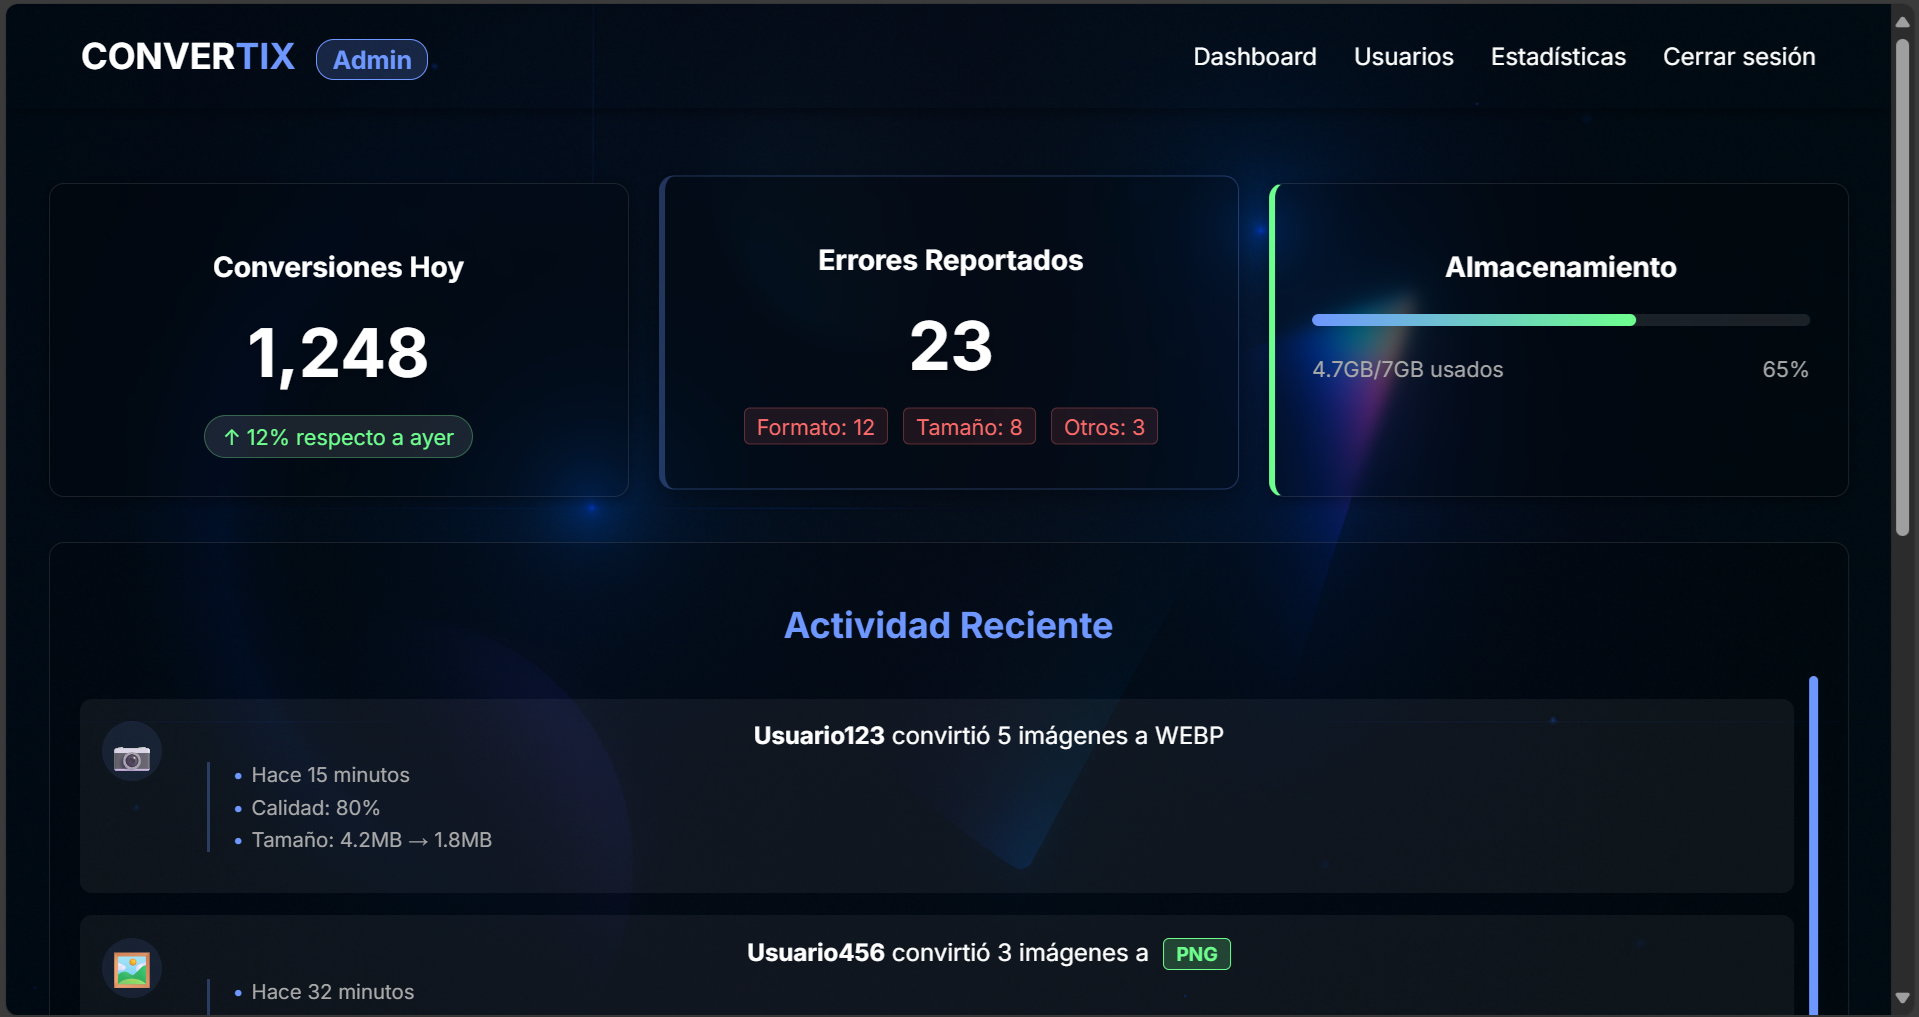 CONVERTIX Admin Dashboard Usuarios Estadísticas Cerrar sesión
Conversiones Hoy
1,248
↑ 12% respecto a ayer
Errores Reportados
23
Formato: 12 Tamaño: 8 Otros: 3
Almacenamiento
4.7GB/7GB usados 65%
Actividad Reciente
Usuario123 convirtió 5 imágenes a WEBP
• Hace 15 minutos
• Calidad: 80%
• Tamaño: 4.2MB → 1.8MB
Usuario456 convirtió 3 imágenes a PNG
• Hace 32 minutos